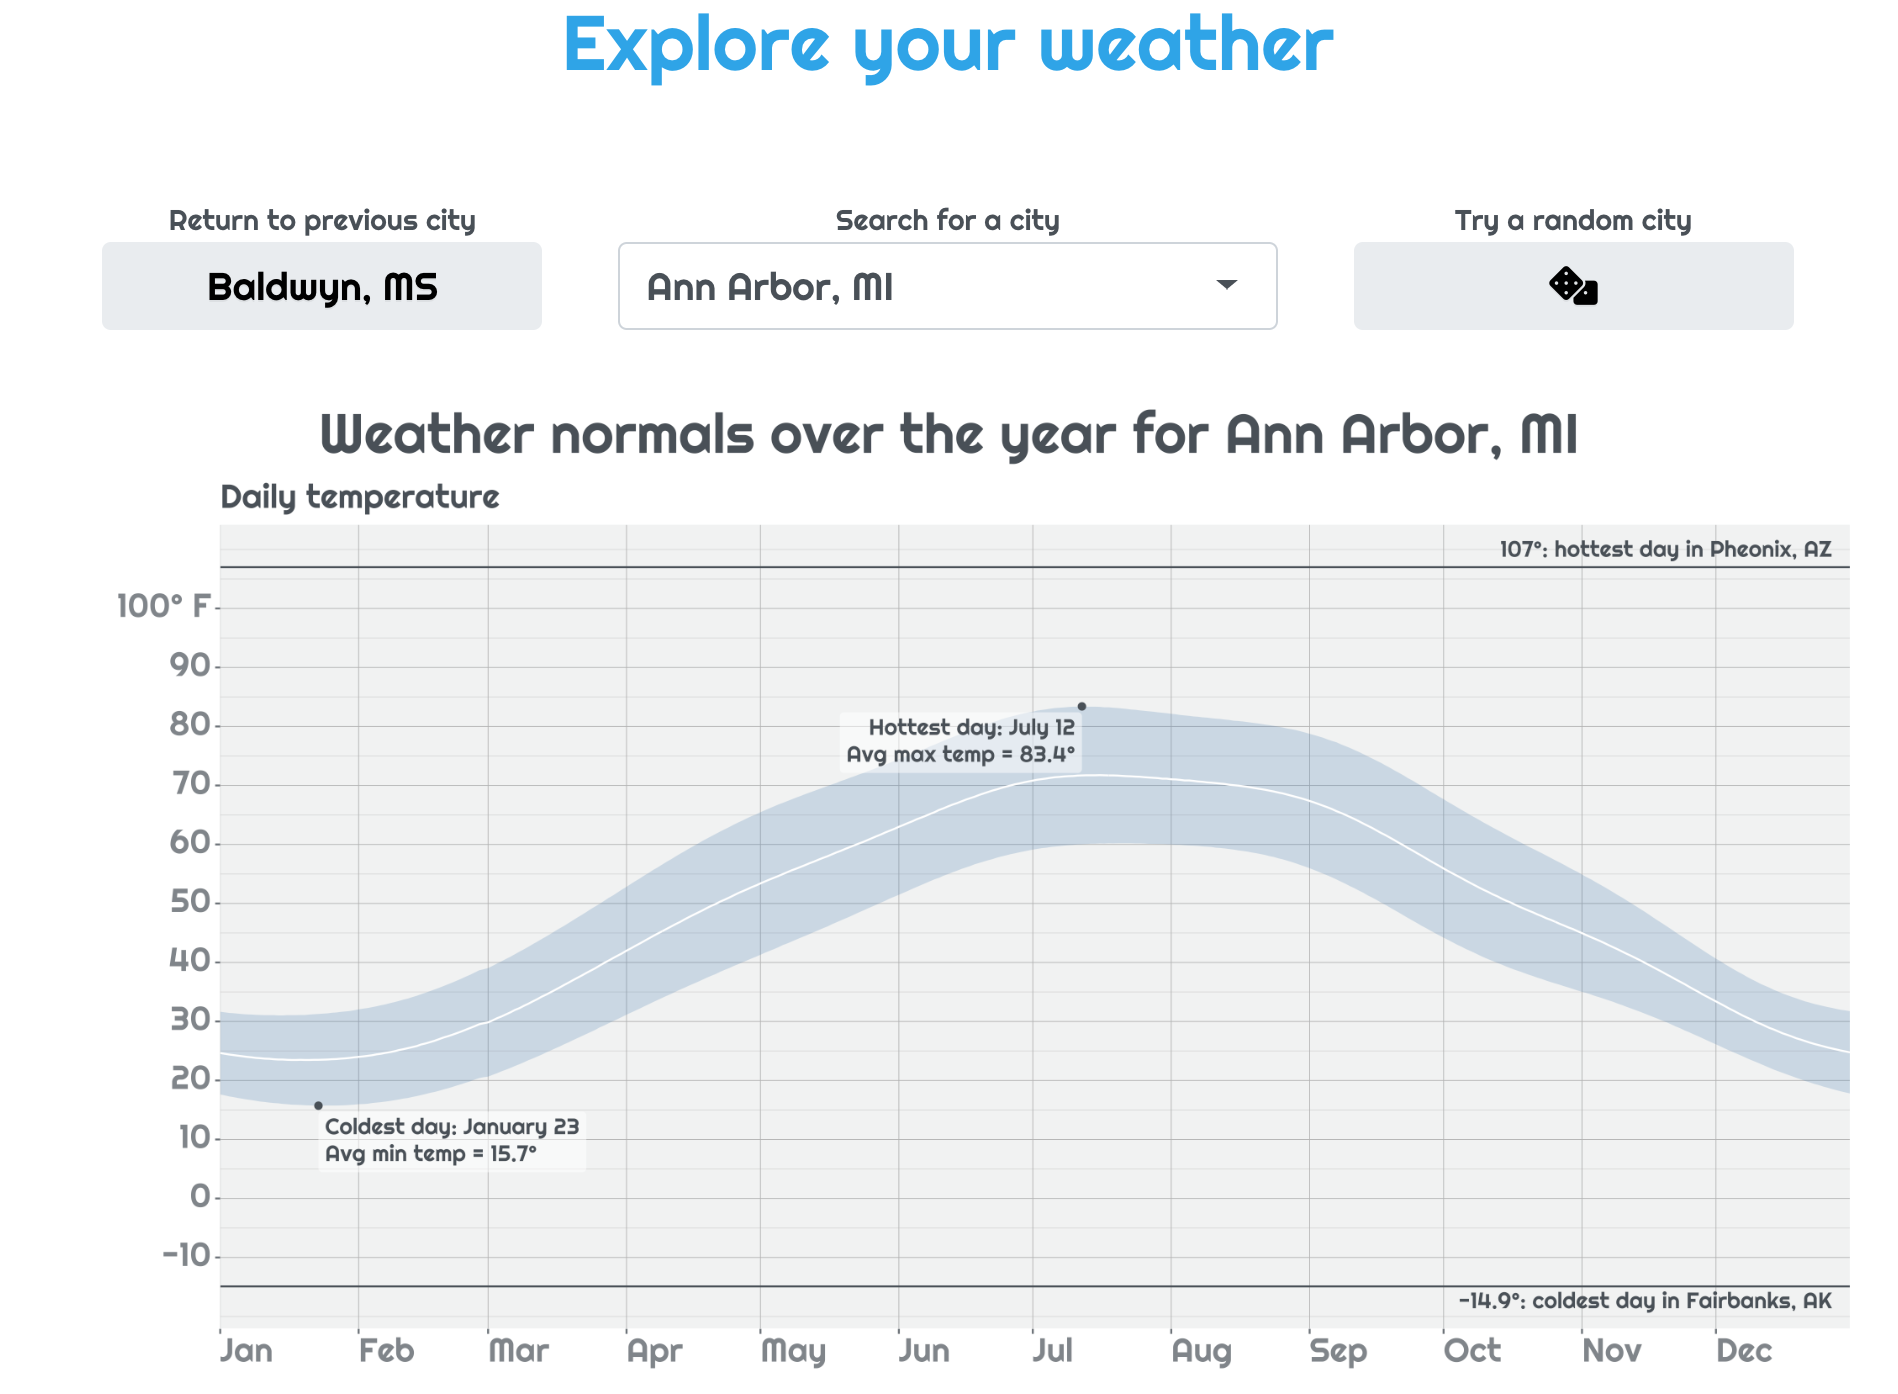 Explore your weather
Return to previous city
Search for a city
Try a random city
Baldwyn, MS
Ann Arbor, MI
Weather normals over the year for Ann Arbor, MI
Daily temperature
107°: hottest day in Pheonix, AZ
100° F
90
80
70
60
50
40
30
20
10
0
-10
Hottest day: July 12
Avg max temp = 83.4°
Coldest day: January 23
Avg min temp = 15.7°
-14.9°: coldest day in Fairbanks, AK
Jan Feb Mar Apr May Jun Jul Aug Sep Oct Nov Dec